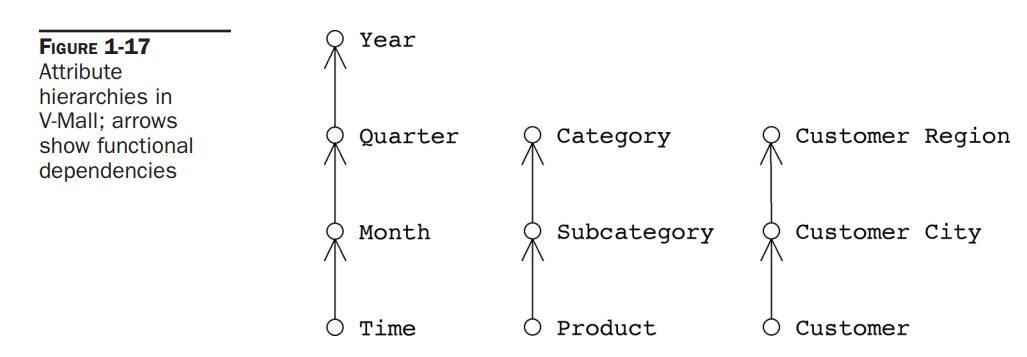 FIGURE 1-17
Attribute
hierarchies in
V-Mall; arrows
show functional
dependencies
Year
Quarter
Category
Customer Region
Month
Subcategory
Customer City
Time
Product
Customer